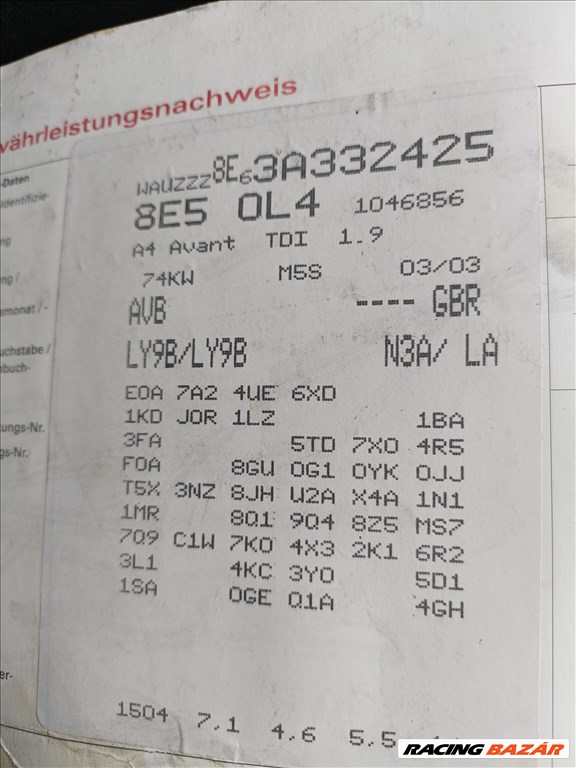 währleistungsnachweis
-Daten
Identifizie-
WAUZZZ8E63A332425
8E5 0L4 1046856
A4 Avant TDI 1.9
74KW M5S 03/03
AVB ---- GBR
LY9B/LY9B N3A/ LA
E0A 7A2 4UE 6XD
1KD J0R 1LZ 1BA
3FA 5TD 7X0 4R5
F0A 8GU 0G1 0YK 0JJ
T5X 3NZ 8JH U2A X4A 1N1
1MR 8Q1 9Q4 8Z5 MS7
7Q9 C1W 7K0 4X3 2K1 6R2
3L1 4KC 3Y0 5D1
1SA 0GE Q1A 4GH
1504 7.1 4.6 5.5
ng
ng /
smonat / -
uchstabe /
nbuch-
ungs-Nr.
gs-Nr.
er-
RACING BAZÁR